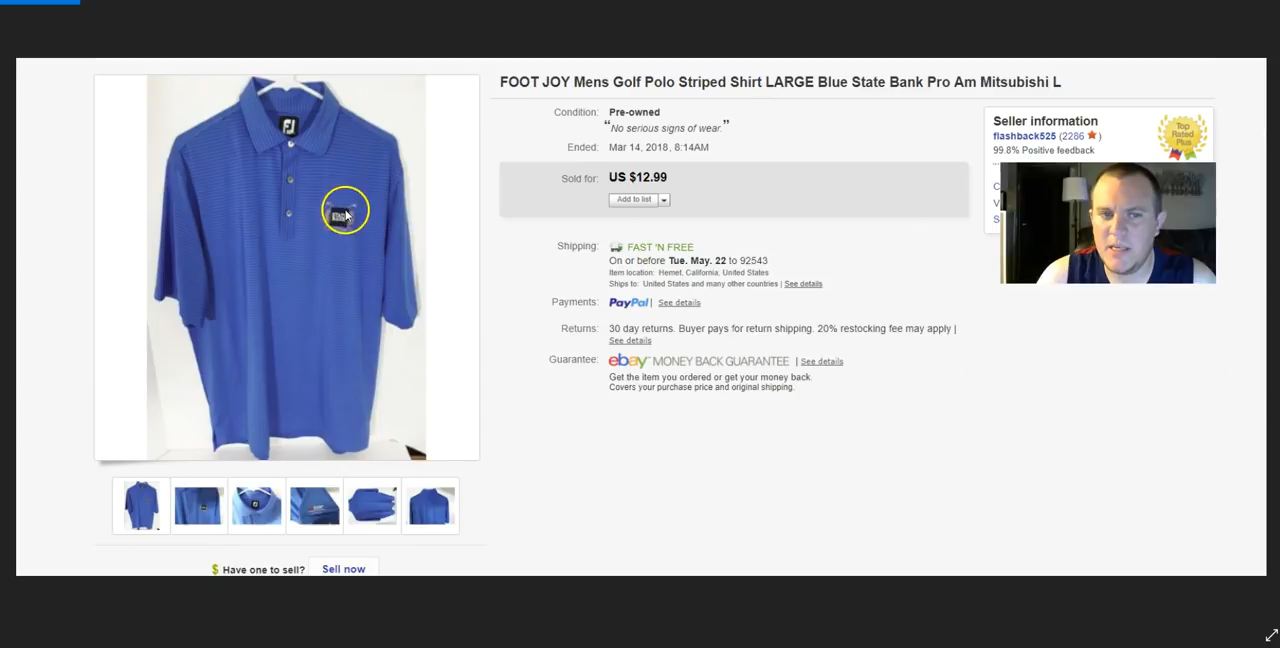 FOOT JOY Mens Golf Polo Striped Shirt LARGE Blue State Bank Pro Am Mitsubishi L
Condition: Pre-owned
“No serious signs of wear.”
Ended: Mar 14, 2018, 8:14AM
Sold for: US $12.99
Add to list
Shipping: FAST 'N FREE
On or before Tue. May. 22 to 92543
Item location: Hemet, California, United States
Ships to: United States and many other countries | See details
Payments: PayPal | See details
Returns: 30 day returns. Buyer pays for return shipping. 20% restocking fee may apply |
See details
Guarantee: ebay MONEY BACK GUARANTEE | See details
Get the item you ordered or get your money back.
Covers your purchase price and original shipping.
Seller information
flashback525 (2286 )
99.8% Positive feedback
Top
Rated
Plus
FJ
$ Have one to sell? Sell now